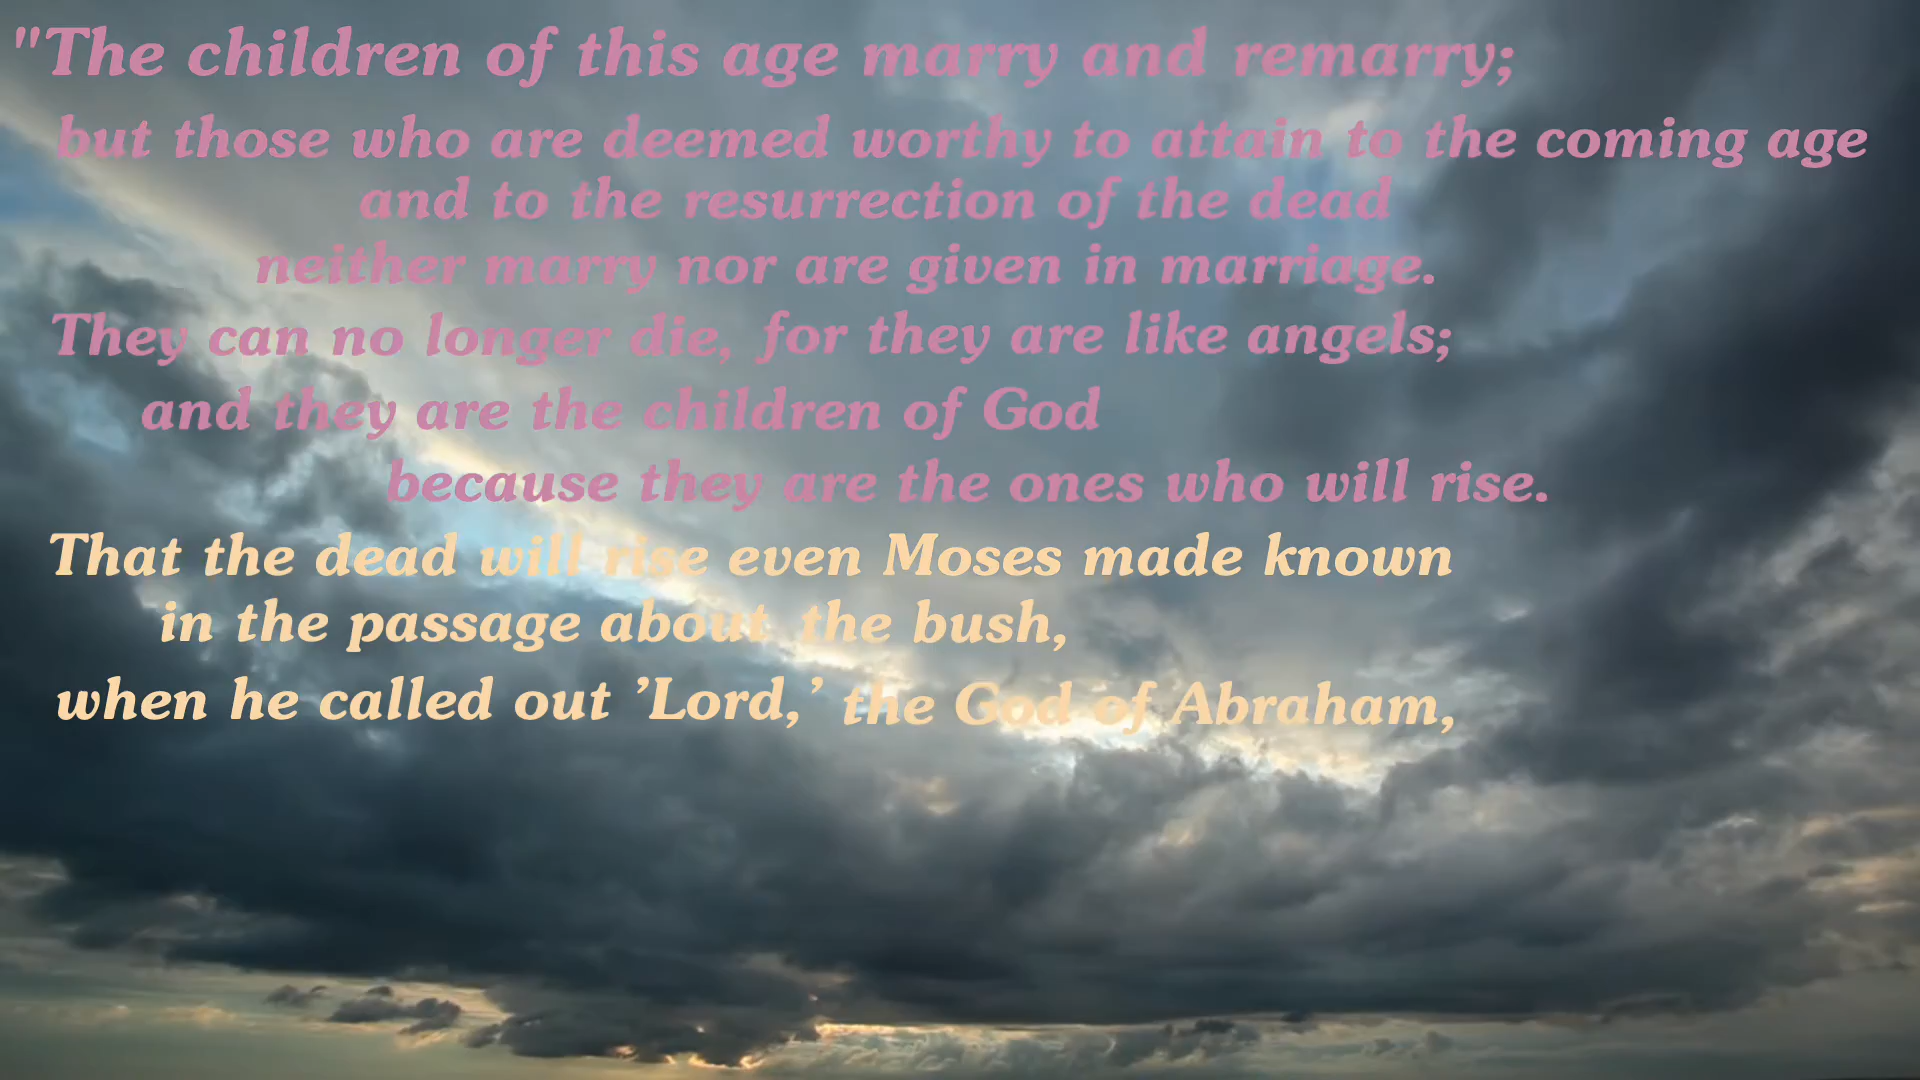 "The children of this age marry and remarry;
but those who are deemed worthy to attain to the coming age
and to the resurrection of the dead
neither marry nor are given in marriage.
They can no longer die, for they are like angels;
and they are the children of God
because they are the ones who will rise.
That the dead will rise even Moses made known
in the passage about the bush,
when he called out 'Lord,' the God of Abraham,